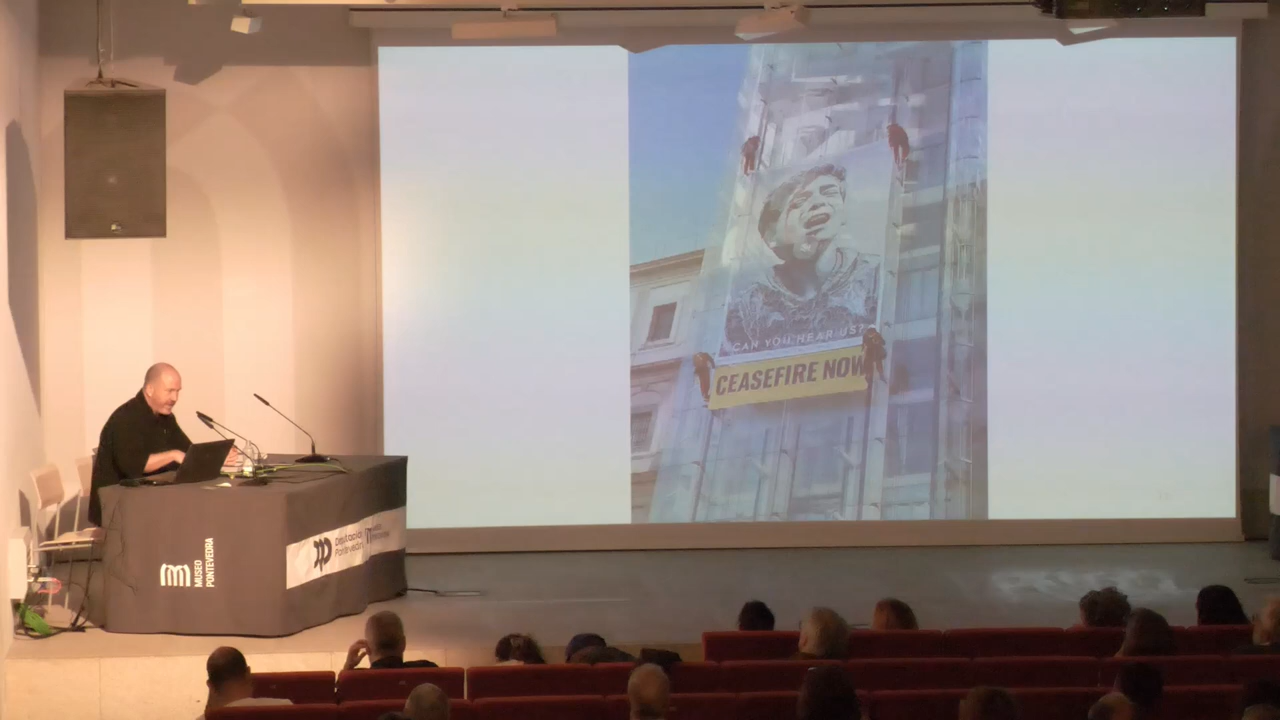 CAN YOU HEAR US?
CEASEFIRE NOW
MUSEO
PONTEVEDRA
Deputación
Pontevedra